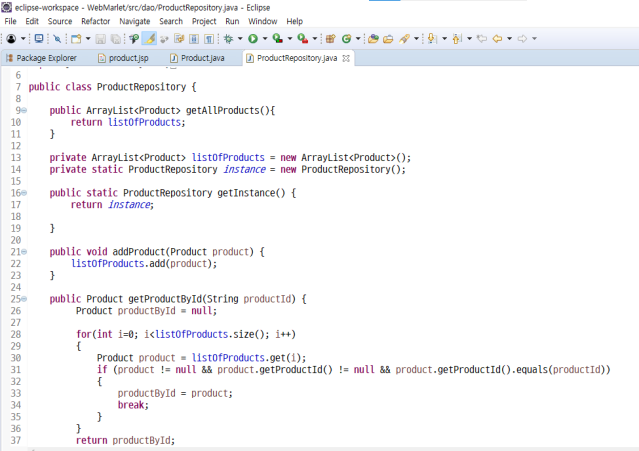 eclipse-workspace - WebMarlet/src/dao/ProductRepository.java - Eclipse
File Edit Source Refactor Navigate Search Project Run Window Help
Package Explorer product.jsp Product.java ProductRepository.java
6
7 public class ProductRepository {
8
9 public ArrayList<Product> getAllProducts(){
10 return listOfProducts;
11 }
12
13 private ArrayList<Product> listOfProducts = new ArrayList<Product>();
14 private static ProductRepository instance = new ProductRepository();
15
16 public static ProductRepository getInstance() {
17 return instance;
18
19 }
20
21 public void addProduct(Product product) {
22 listOfProducts.add(product);
23 }
24
25 public Product getProductById(String productId) {
26 Product productById = null;
27
28 for(int i=0; i<listOfProducts.size(); i++)
29 {
30 Product product = listOfProducts.get(i);
31 if (product != null && product.getProductId() != null && product.getProductId().equals(productId))
32 {
33 productById = product;
34 break;
35 }
36 }
37 return productById;